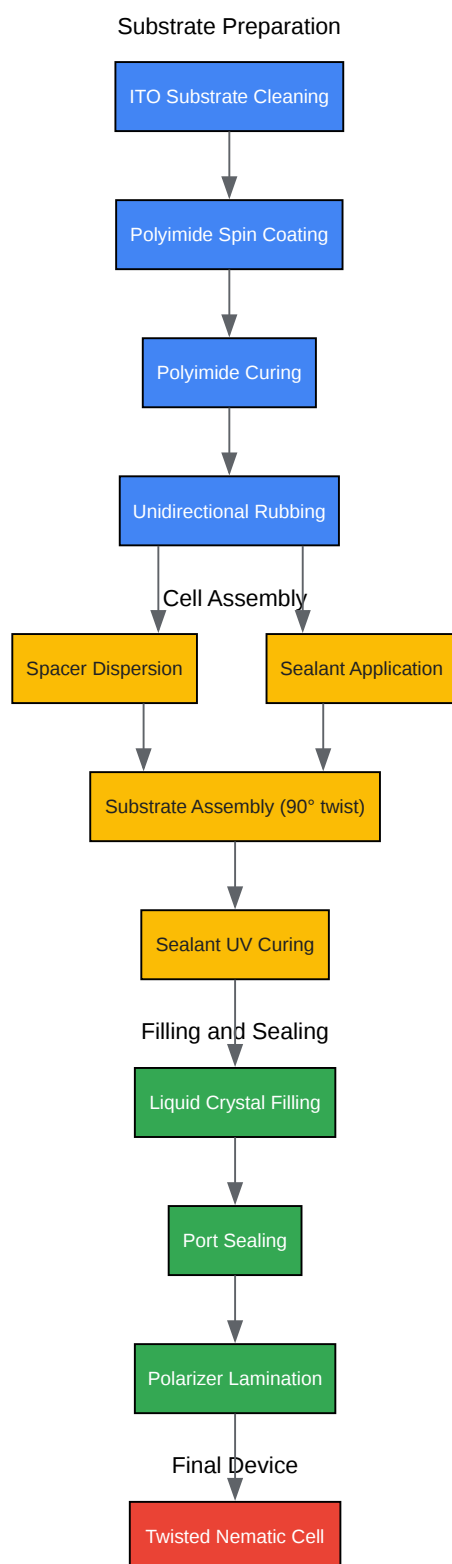 Substrate Preparation
ITO Substrate Cleaning
Polyimide Spin Coating
Polyimide Curing
Unidirectional Rubbing
Cell Assembly
Spacer Dispersion
Sealant Application
Substrate Assembly (90° twist)
Sealant UV Curing
Filling and Sealing
Liquid Crystal Filling
Port Sealing
Polarizer Lamination
Final Device
Twisted Nematic Cell